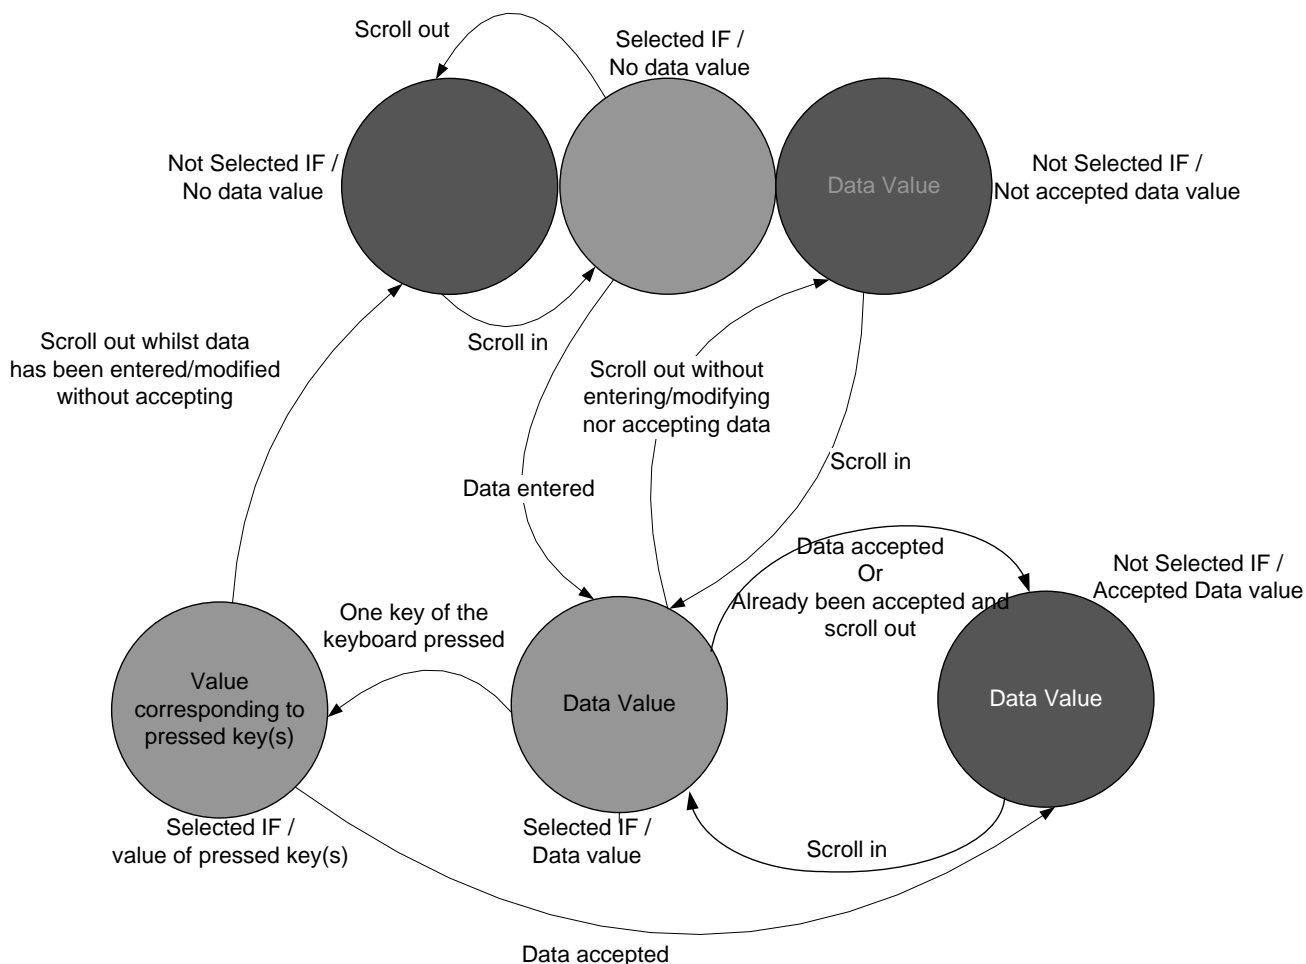 Scroll out
Selected IF /
No data value
Not Selected IF /
No data value
Data Value
Not Selected IF /
Not accepted data value
Scroll in
Scroll out whilst data
has been entered/modified
without accepting
Scroll out without
entering/modifying
nor accepting data
Scroll in
Data entered
Data accepted
Or
Already been accepted and
scroll out
Not Selected IF /
Accepted Data value
One key of the
keyboard pressed
Value
corresponding to
pressed key(s)
Data Value
Data Value
Selected IF /
value of pressed key(s)
Selected IF /
Data value
Scroll in
Data accepted